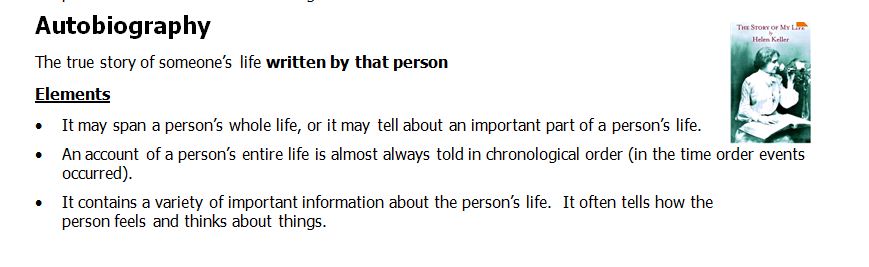 Autobiography
The true story of someone's life written by that person
Elements
• It may span a person's whole life, or it may tell about an important part of a person's life.
• An account of a person's entire life is almost always told in chronological order (in the time order events
occurred).
• It contains a variety of important information about the person's life.  It often tells how the
person feels and thinks about things.
THE STORY OF MY LIFE
by
Helen Keller